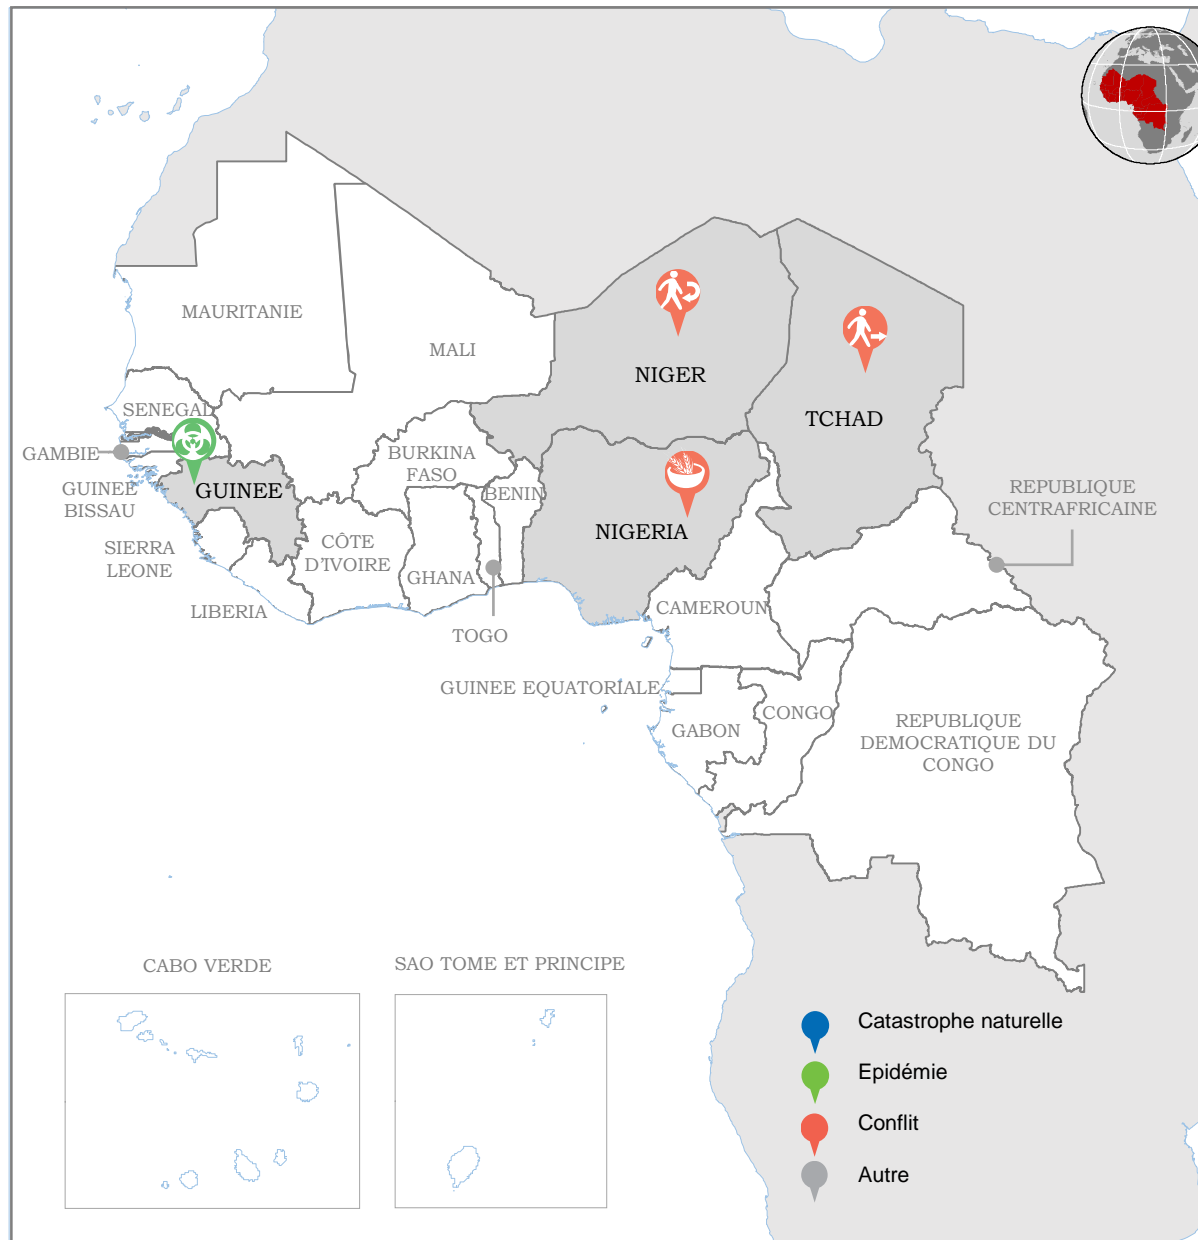 MAURITANIE
MALI
NIGER
TCHAD
SENEGAL
GAMBIE
GUINEE
BISSAU
GUINEE
SIERRA
LEONE
LIBERIA
CÔTE
D'IVOIRE
BURKINA
FASO
GHANA
BENIN
TOGO
NIGERIA
CAMEROUN
REPUBLIQUE
CENTRAFRICAINE
GUINEE EQUATORIALE
GABON
CONGO
REPUBLIQUE
DEMOCRATIQUE DU
CONGO
CABO VERDE
SAO TOME ET PRINCIPE
Catastrophe naturelle
Epidémie
Conflit
Autre